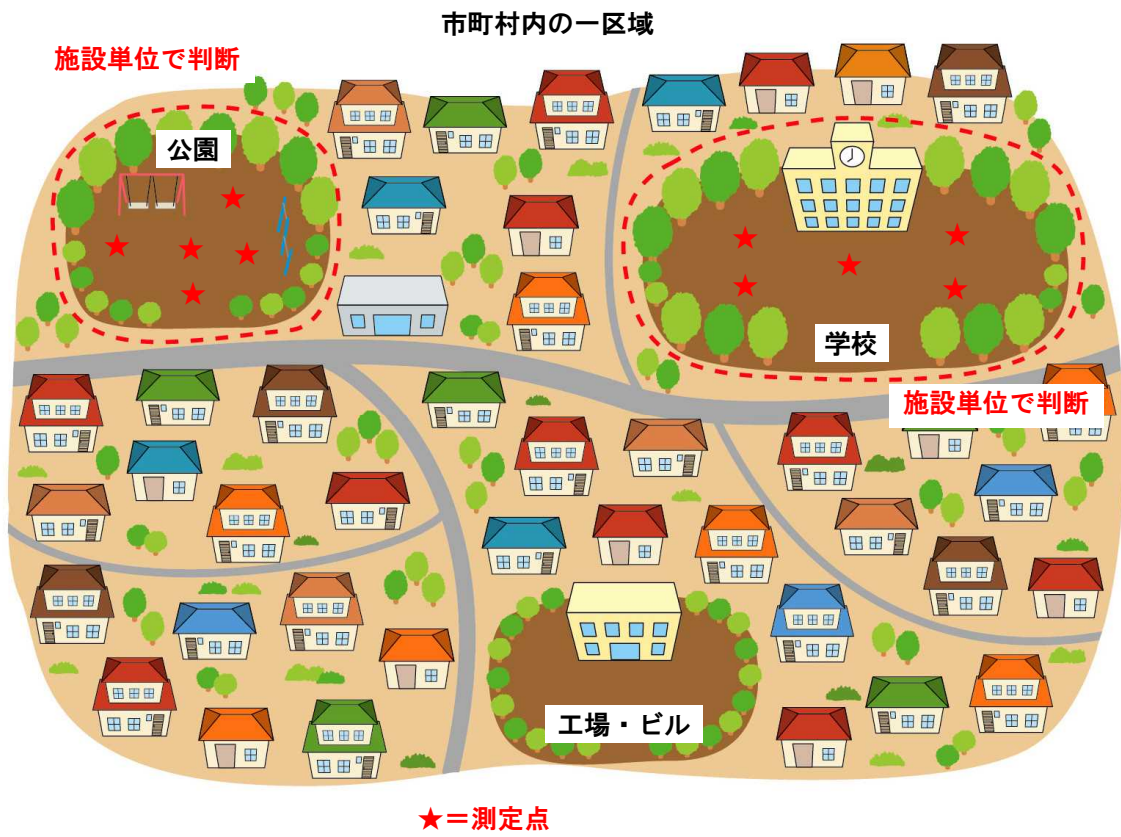 市町村内の一区域
施設単位で判断
公園
学校
施設単位で判断
工場・ビル
★＝測定点